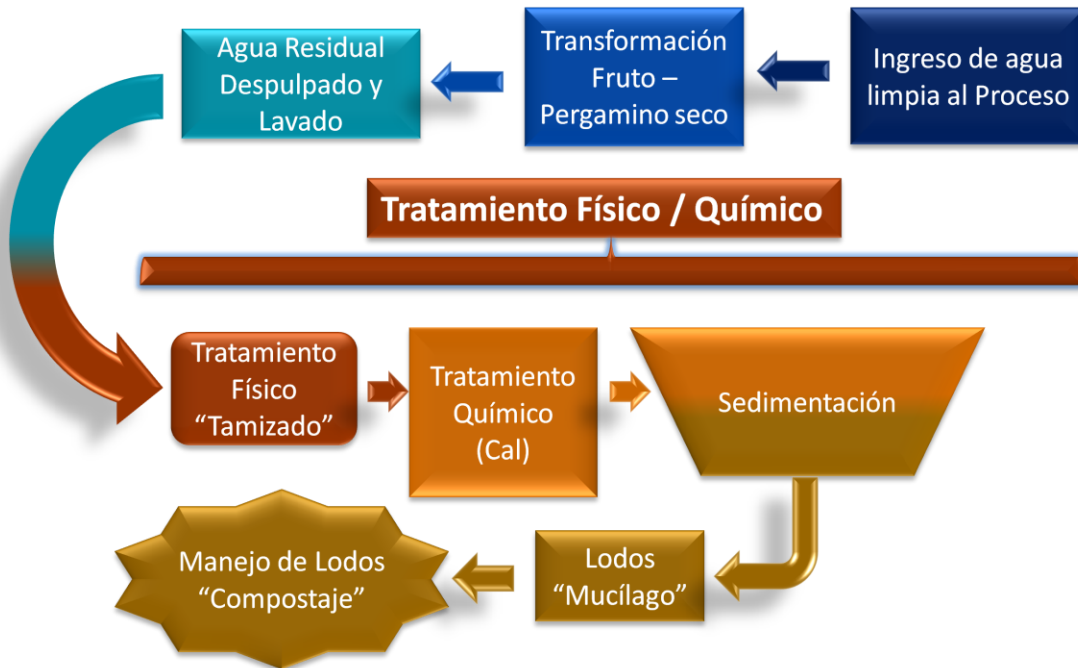 Agua Residual
Despulpado y
Lavado
Transformación
Fruto –
Pergamino seco
Ingreso de agua
limpia al Proceso
Tratamiento Físico / Químico
Tratamiento
Físico
“Tamizado”
Tratamiento
Químico
(Cal)
Sedimentación
Manejo de Lodos
“Compostaje”
Lodos
“Mucílago”